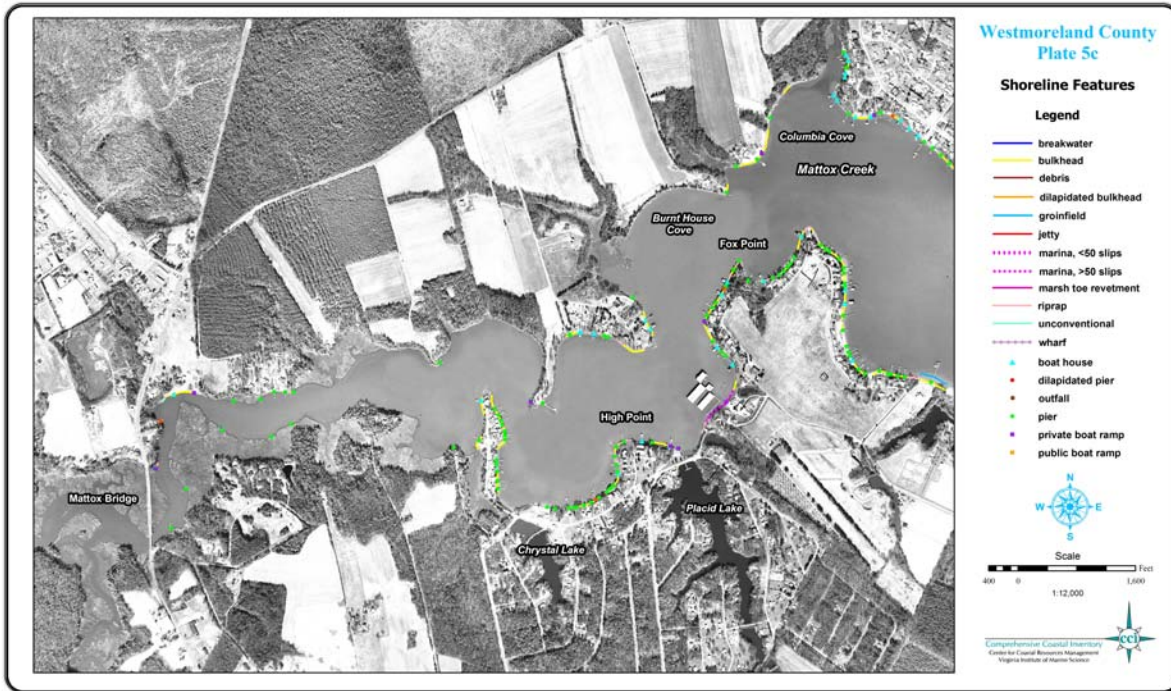 Westmoreland County
Plate 5c
Shoreline Features
Legend
breakwater
bulkhead
debris
dilapidated bulkhead
groinfield
jetty
marina, <50 slips
marina, >50 slips
marsh toe revetment
riprap
unconventional
wharf
boat house
dilapidated pier
outfall
pier
private boat ramp
public boat ramp
N
W E
S
Scale
Feet
400 0 1,600
1:12,000
cci
Comprehensive Coastal Inventory
Center for Coastal Resources Management
Virginia Institute of Marine Science
Columbia Cove
Mattox Creek
Burnt House
Cove
Fox Point
High Point
Mattox Bridge
Placid Lake
Chrystal Lake